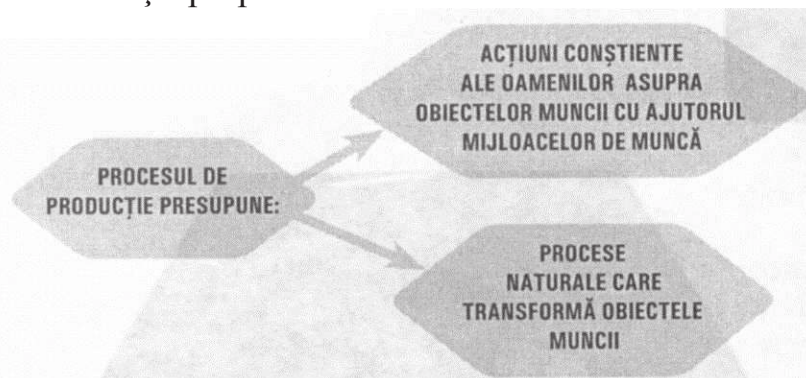 PROCESUL DE
PRODUCȚIE PRESUPUNE:
ACȚIUNI CONȘTIENTE
ALE OAMENILOR ASUPRA
OBIECTELOR MUNCII CU AJUTORUL
MIJLOACELOR DE MUNCĂ
PROCESE
NATURALE CARE
TRANSFORMĂ OBIECTELE
MUNCII